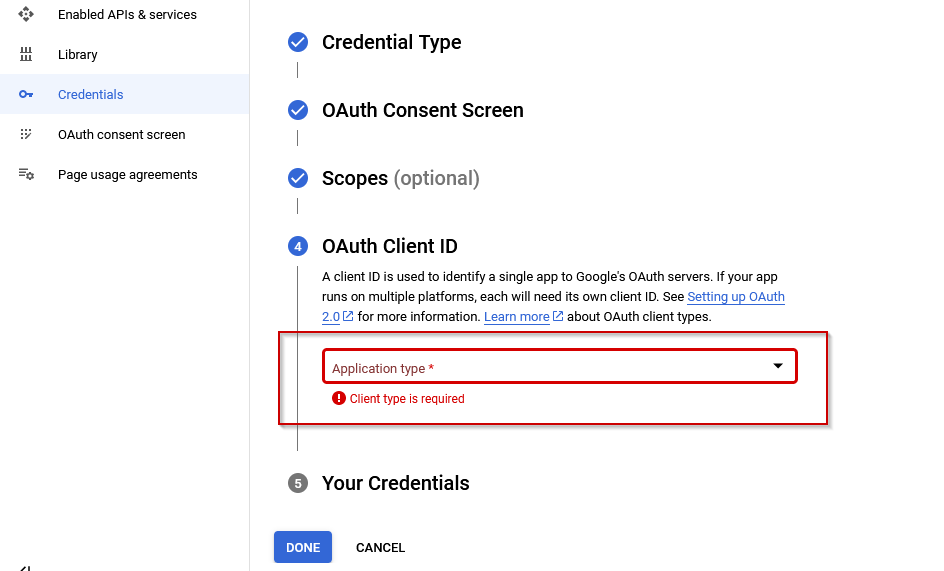 Enabled APIs & services
Library
Credentials
OAuth consent screen
Page usage agreements
Credential Type
OAuth Consent Screen
Scopes (optional)
4 OAuth Client ID
A client ID is used to identify a single app to Google's OAuth servers. If your app
runs on multiple platforms, each will need its own client ID. See Setting up OAuth
2.0 for more information. Learn more about OAuth client types.
Application type *
Client type is required
5 Your Credentials
DONE CANCEL